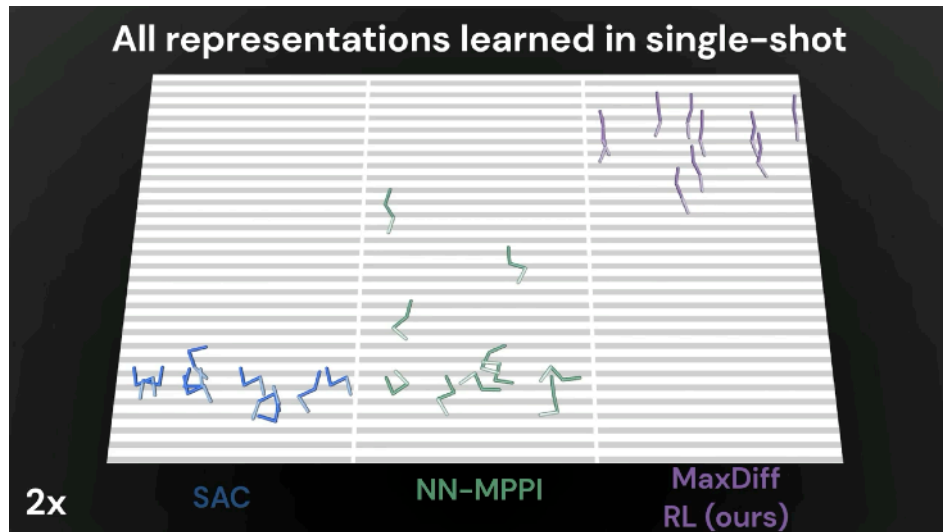 All representations learned in single-shot
2x
SAC
NN-MPPI
MaxDiff
RL (ours)